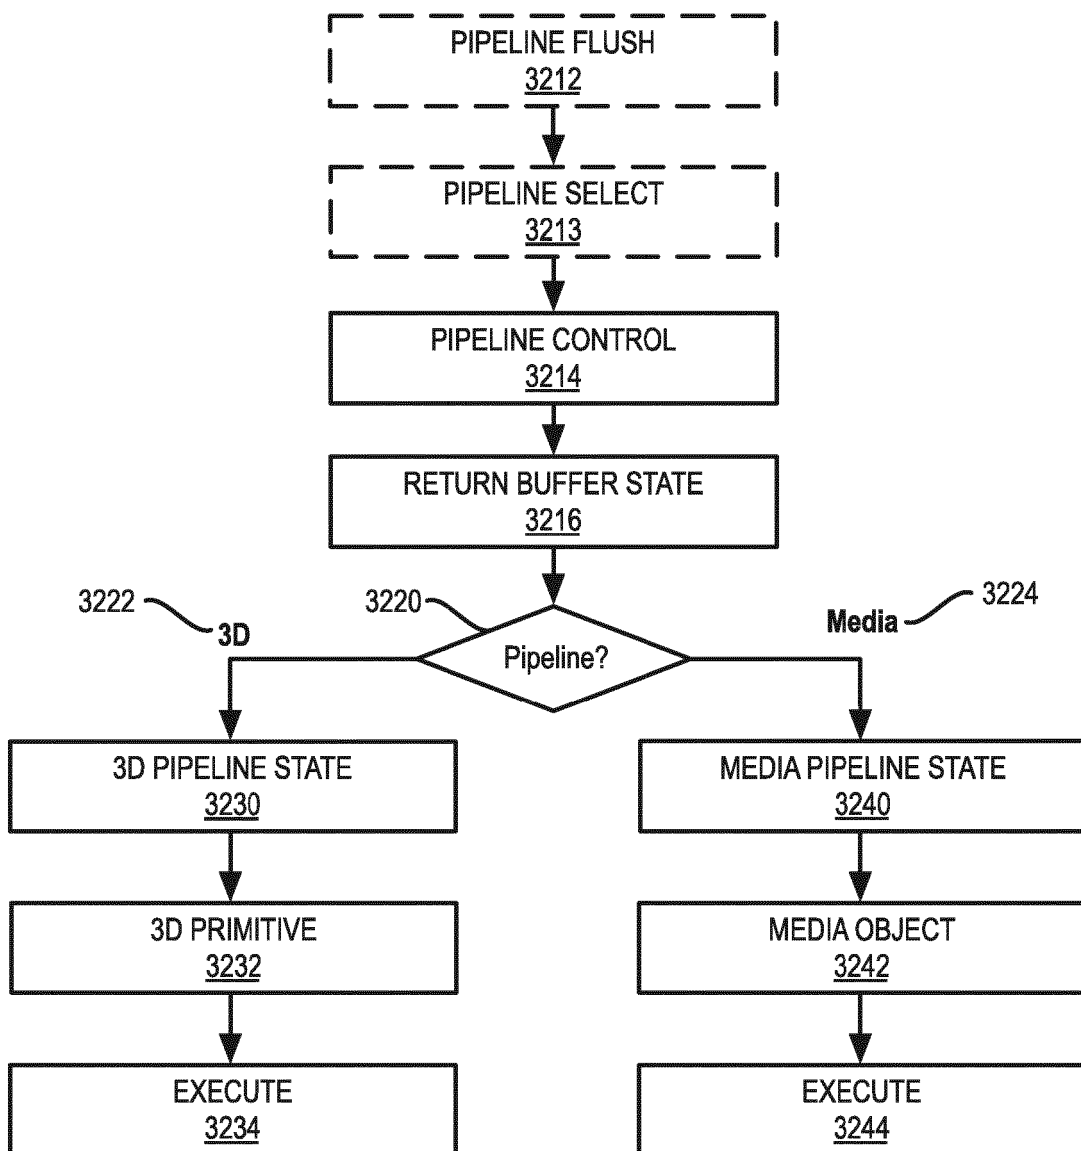 PIPELINE FLUSH
3212
PIPELINE SELECT
3213
PIPELINE CONTROL
3214
RETURN BUFFER STATE
3216
3222
3220
3224
3D
Media
Pipeline?
3D PIPELINE STATE
3230
MEDIA PIPELINE STATE
3240
3D PRIMITIVE
3232
MEDIA OBJECT
3242
EXECUTE
3234
EXECUTE
3244